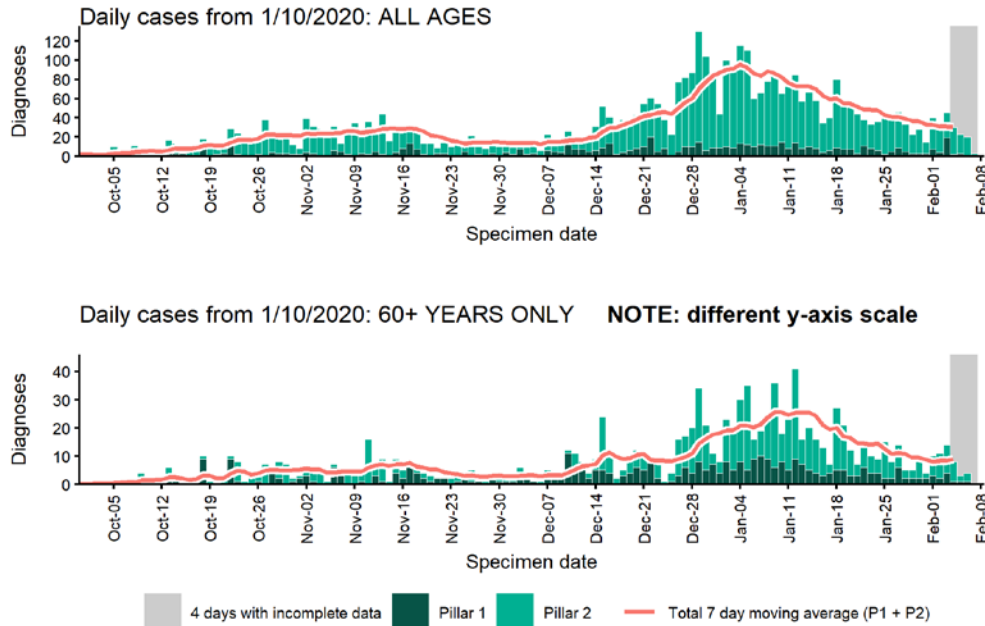 Daily cases from 1/10/2020: ALL AGES
120
100
80
60
40
20
0
Diagnoses
Oct-05 Oct-12 Oct-19 Oct-26 Nov-02 Nov-09 Nov-16 Nov-23 Nov-30 Dec-07 Dec-14 Dec-21 Dec-28 Jan-04 Jan-11 Jan-18 Jan-25 Feb-01 Feb-08
Specimen date
Daily cases from 1/10/2020: 60+ YEARS ONLY NOTE: different y-axis scale
40
30
20
10
0
Diagnoses
Oct-05 Oct-12 Oct-19 Oct-26 Nov-02 Nov-09 Nov-16 Nov-23 Nov-30 Dec-07 Dec-14 Dec-21 Dec-28 Jan-04 Jan-11 Jan-18 Jan-25 Feb-01 Feb-08
Specimen date
4 days with incomplete data Pillar 1 Pillar 2 Total 7 day moving average (P1 + P2)